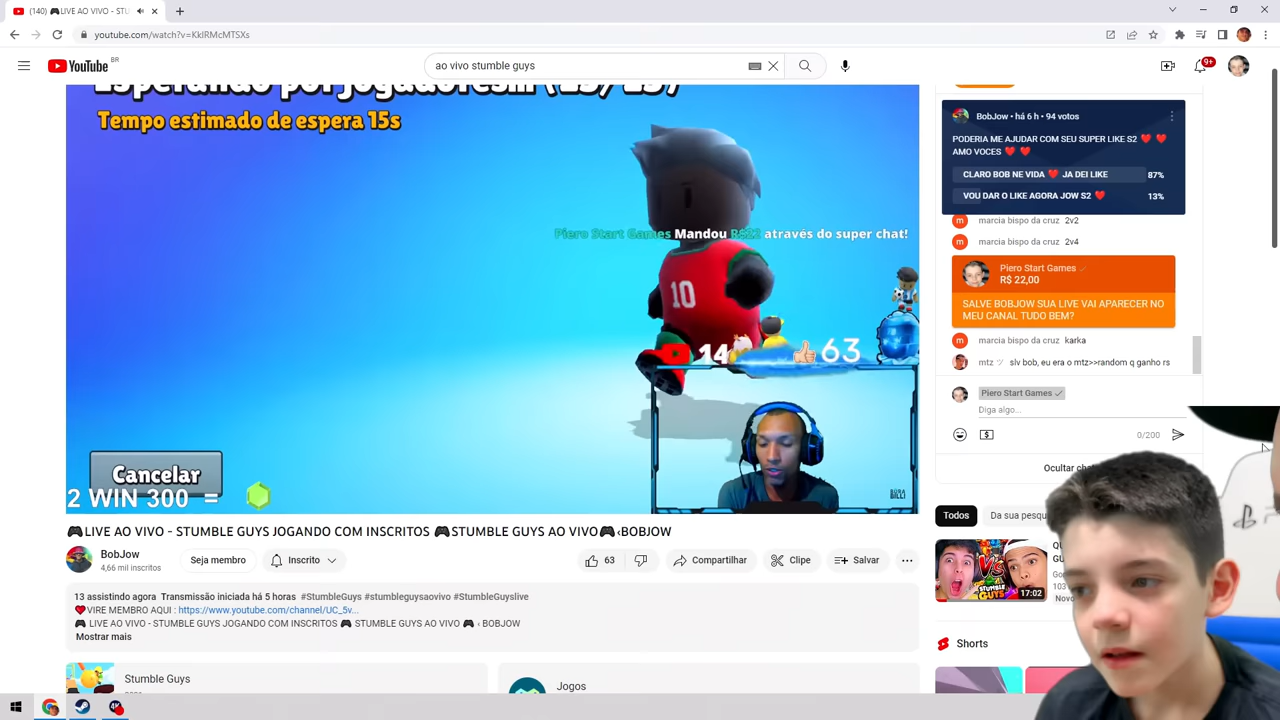 (140) 🎮LIVE AO VIVO - STU
youtube.com/watch?v=KkIRMcMTSXs
YouTube BR
ao vivo stumble guys
9+
Tempo estimado de espera 15s
Piero Start Games Mandou R$22 através do super chat!
10
14
63
Cancelar
2 WIN 300 =
BobJow • há 6 h • 94 votos
PODERIA ME AJUDAR COM SEU SUPER LIKE S2 ❤️ ❤️
AMO VOCES ❤️ ❤️
CLARO BOB NE VIDA ❤️ JA DEI LIKE 87%
VOU DAR O LIKE AGORA JOW S2 ❤️ 13%
marcia bispo da cruz 2v2
marcia bispo da cruz 2v4
Piero Start Games
R$ 22,00
SALVE BOBJOW SUA LIVE VAI APARECER NO
MEU CANAL TUDO BEM?
marcia bispo da cruz karka
mtz ツ slv bob, eu era o mtz>>random q ganho rs
Piero Start Games
Diga algo...
0/200
Ocultar
🎮LIVE AO VIVO - STUMBLE GUYS JOGANDO COM INSCRITOS 🎮STUMBLE GUYS AO VIVO🎮‹BOBJOW
BobJow
4,66 mil inscritos
Seja membro
Inscrito
63
Compartilhar
Clipe
Salvar
13 assistindo agora Transmissão iniciada há 5 horas #StumbleGuys #stumbleguysaovivo #StumbleGuyslive
❤️VIRE MEMBRO AQUI : https://www.youtube.com/channel/UC_5v...
🎮 LIVE AO VIVO - STUMBLE GUYS JOGANDO COM INSCRITOS 🎮 STUMBLE GUYS AO VIVO 🎮 ‹ BOBJOW
Mostrar mais
Stumble Guys
Jogos
Todos
Da sua
VS
STUMBLE GUYS
17:02
Shorts